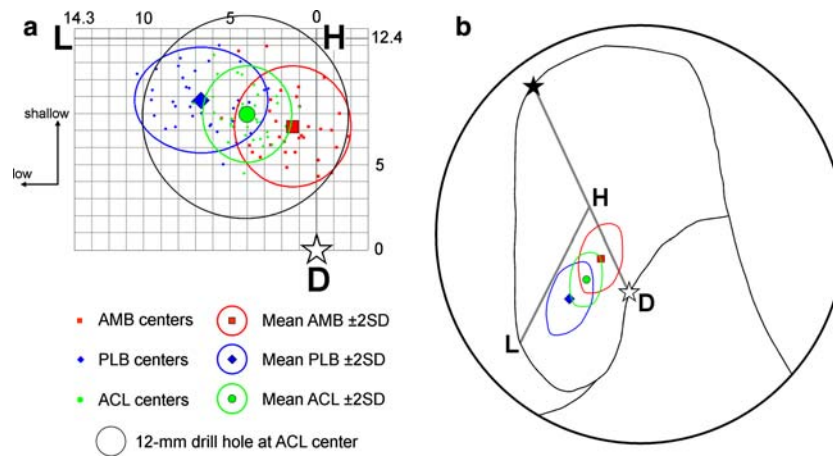 a
14.3 10 5 0
L H 12.4
shallow
low
5
0
D
AMB centers Mean AMB ±2SD
PLB centers Mean PLB ±2SD
ACL centers Mean ACL ±2SD
12-mm drill hole at ACL center
b
H
D
L